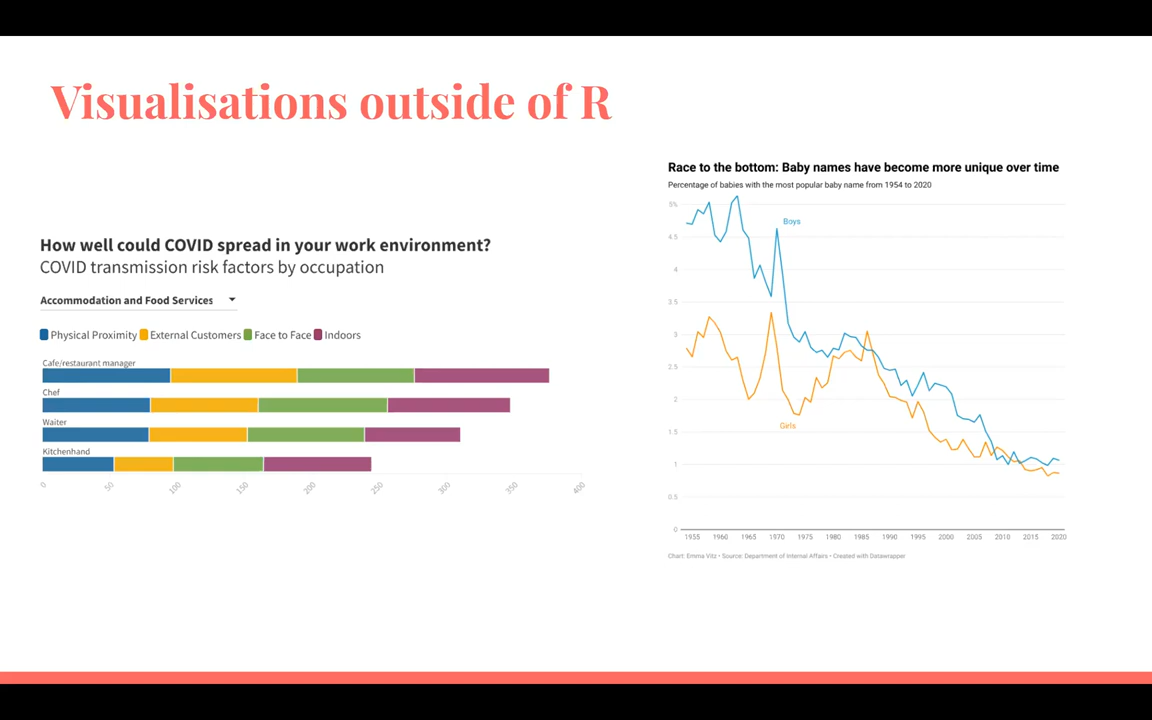 Visualisations outside of R
How well could COVID spread in your work environment?
COVID transmission risk factors by occupation
Accommodation and Food Services
Physical Proximity External Customers Face to Face Indoors
Cafe/restaurant manager
Chef
Waiter
Kitchenhand
0 50 100 150 200 250 300 350 400
Race to the bottom: Baby names have become more unique over time
Percentage of babies with the most popular baby name from 1954 to 2020
5%
Boys
4.5
4
3.5
3
2.5
2
Girls
1.5
1
0.5
0
1955 1960 1965 1970 1975 1980 1985 1990 1995 2000 2005 2010 2015 2020
Chart: Emma Vitz • Source: Department of Internal Affairs • Created with Datawrapper